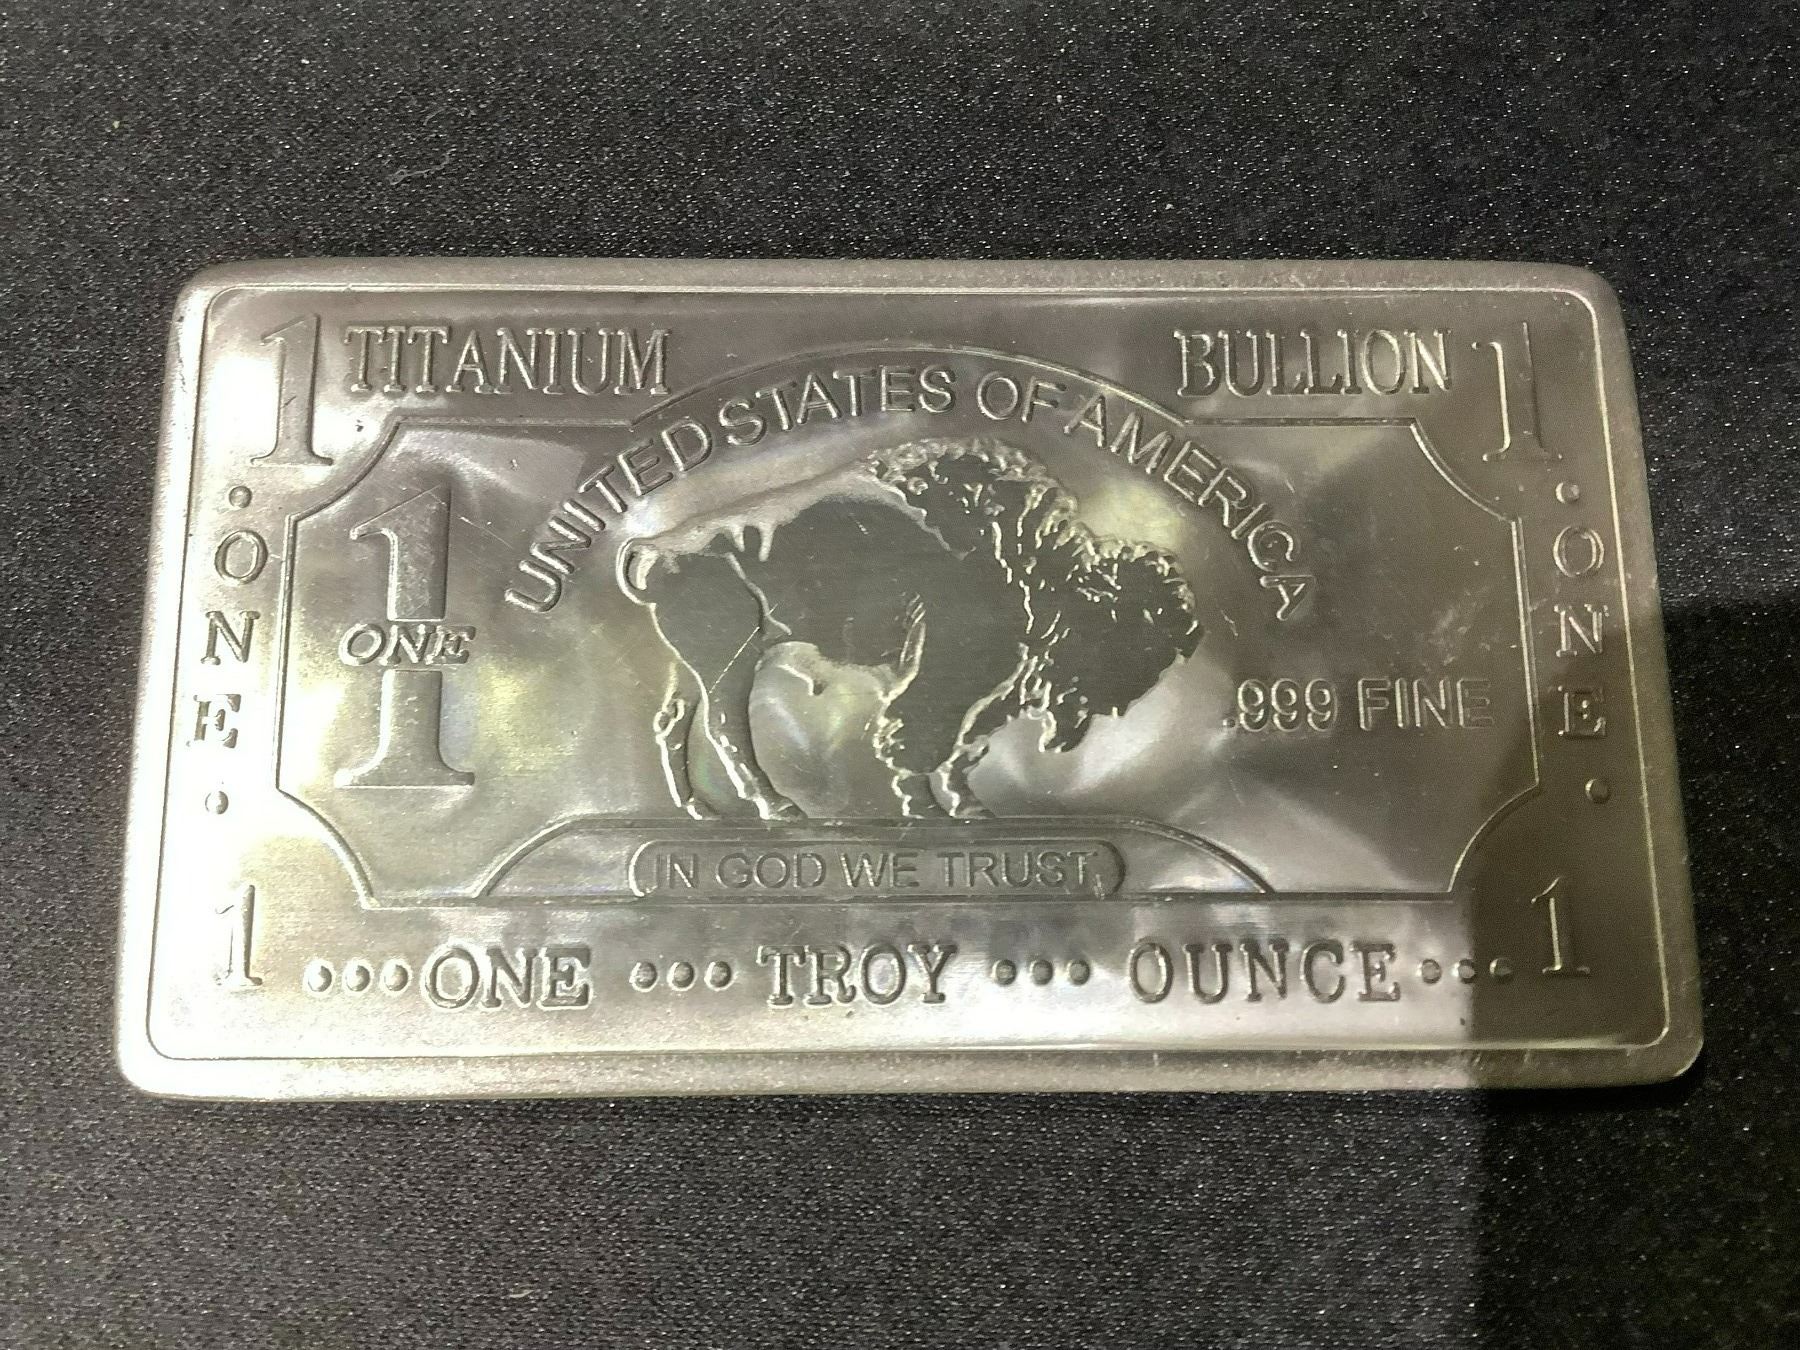 1 TITANIUM BULLION 1
UNITED STATES OF AMERICA
• ONE •
1
ONE
.999 FINE
• ONE •
IN GOD WE TRUST
1 •••ONE •••TROY •••OUNCE••• 1